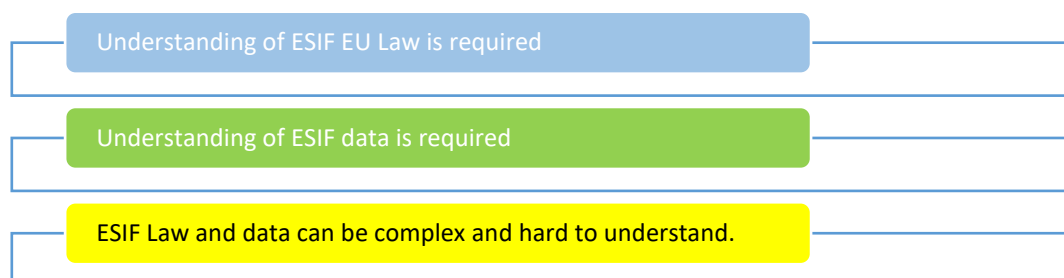 Understanding of ESIF EU Law is required
Understanding of ESIF data is required
ESIF Law and data can be complex and hard to understand.